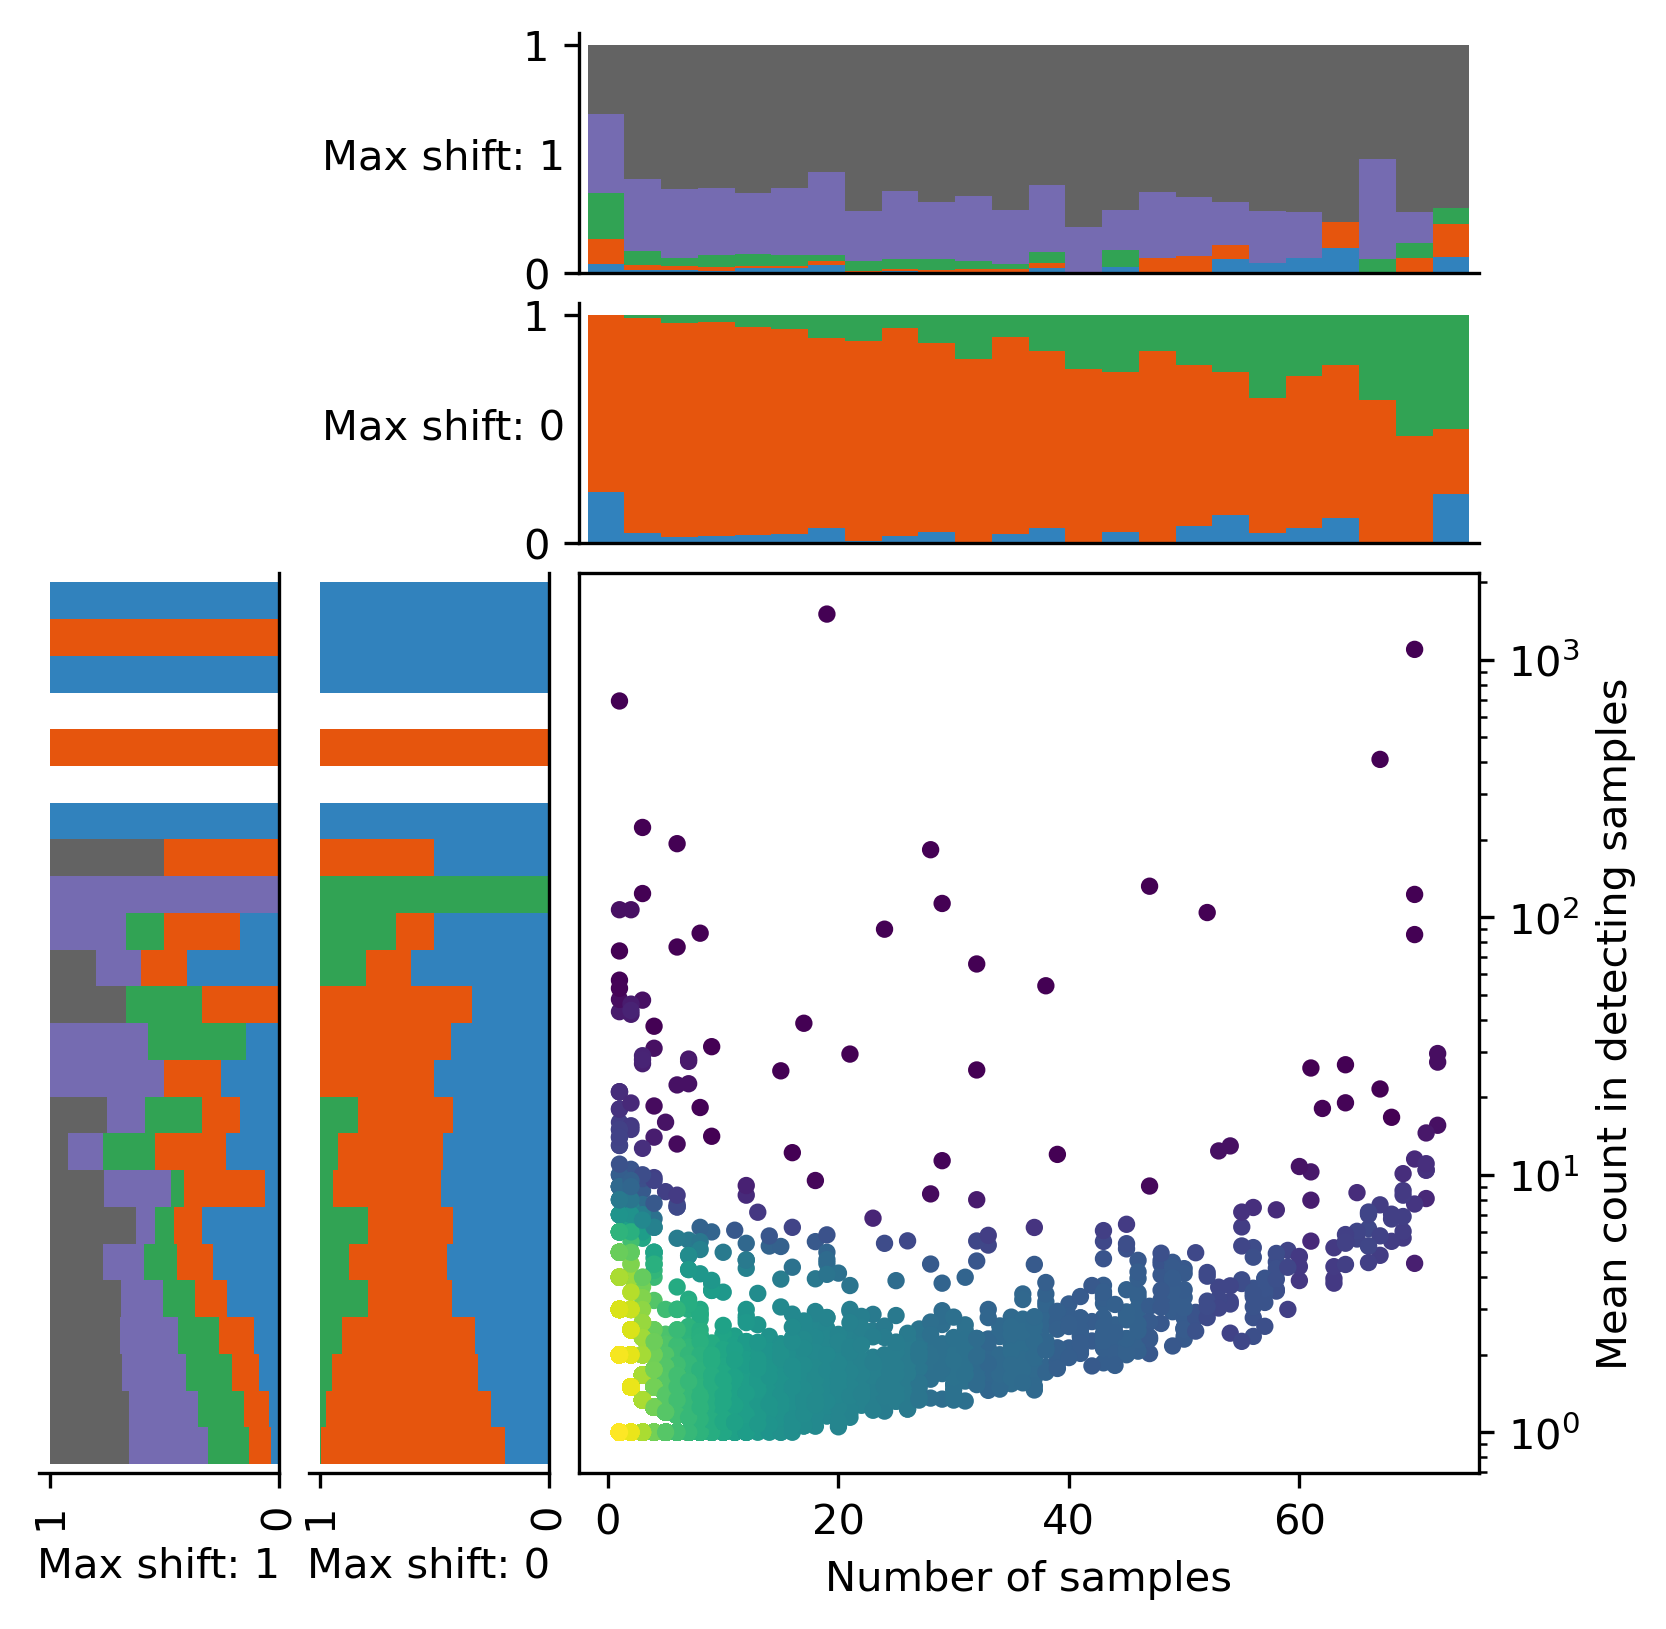 1
Max shift: 1
0
1
Max shift: 0
0
10³
10²
10¹
10⁰
Mean count in detecting samples
1
0
Max shift: 1
1
0
Max shift: 0
0
20
40
60
Number of samples